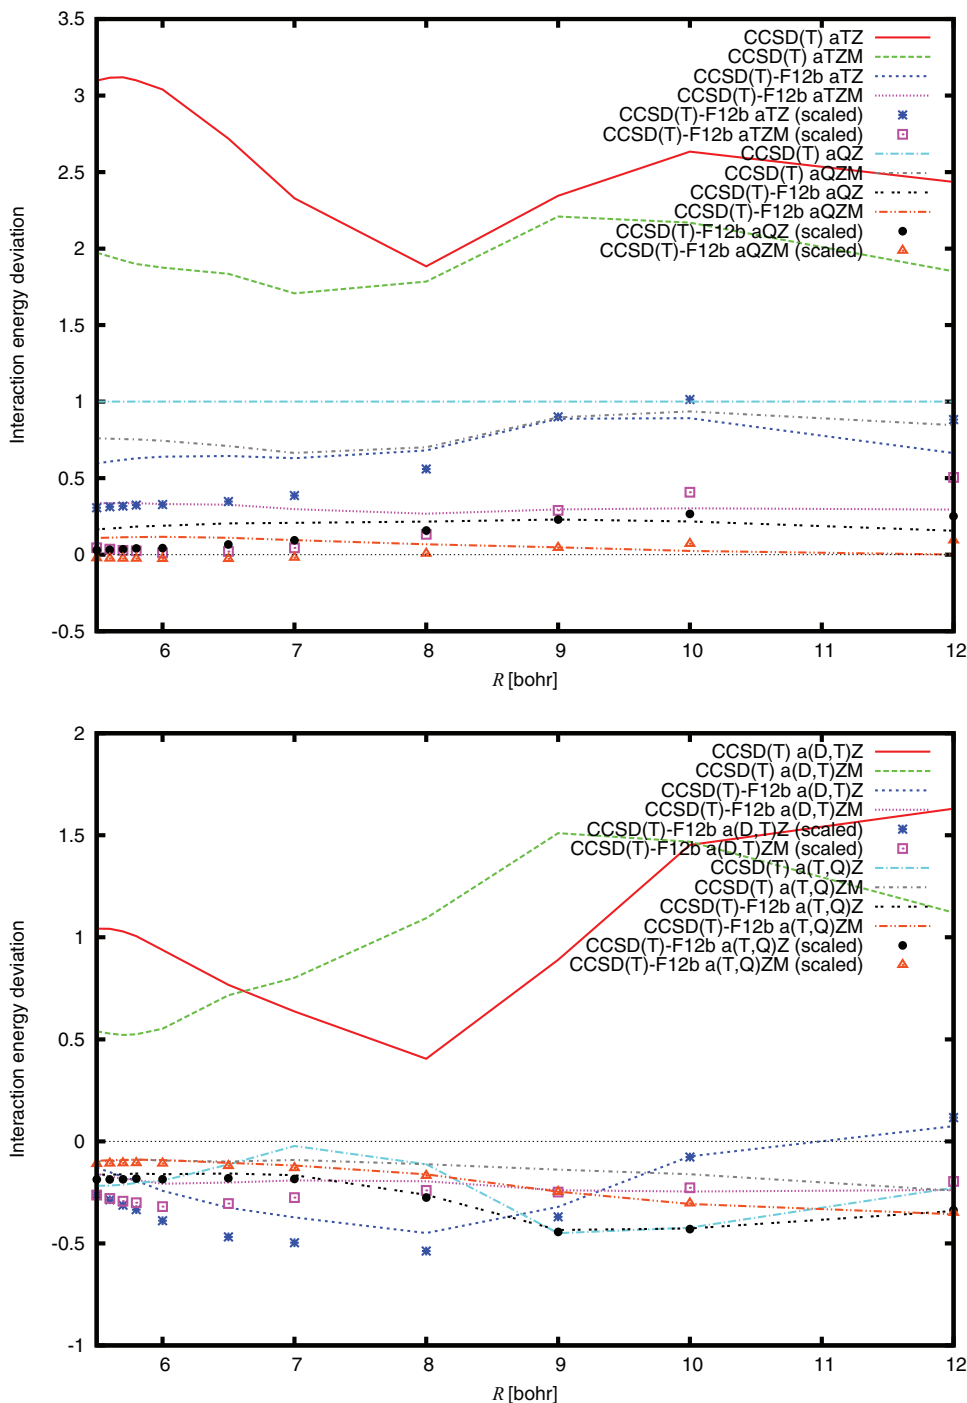 3.5
3
2.5
2
1.5
1
0.5
0
-0.5
Interaction energy deviation
CCSD(T) aTZ
CCSD(T) aTZM
CCSD(T)-F12b aTZ
CCSD(T)-F12b aTZM
CCSD(T)-F12b aTZ (scaled)
CCSD(T)-F12b aTZM (scaled)
CCSD(T) aQZ
CCSD(T) aQZM
CCSD(T)-F12b aQZ
CCSD(T)-F12b aQZM
CCSD(T)-F12b aQZ (scaled)
CCSD(T)-F12b aQZM (scaled)
6 7 8 9 10 11 12
R [bohr]
2
1.5
1
0.5
0
-0.5
-1
Interaction energy deviation
CCSD(T) a(D,T)Z
CCSD(T) a(D,T)ZM
CCSD(T)-F12b a(D,T)Z
CCSD(T)-F12b a(D,T)ZM
CCSD(T)-F12b a(D,T)Z (scaled)
CCSD(T)-F12b a(D,T)ZM (scaled)
CCSD(T) a(T,Q)Z
CCSD(T) a(T,Q)ZM
CCSD(T)-F12b a(T,Q)Z
CCSD(T)-F12b a(T,Q)ZM
CCSD(T)-F12b a(T,Q)Z (scaled)
CCSD(T)-F12b a(T,Q)ZM (scaled)
6 7 8 9 10 11 12
R [bohr]